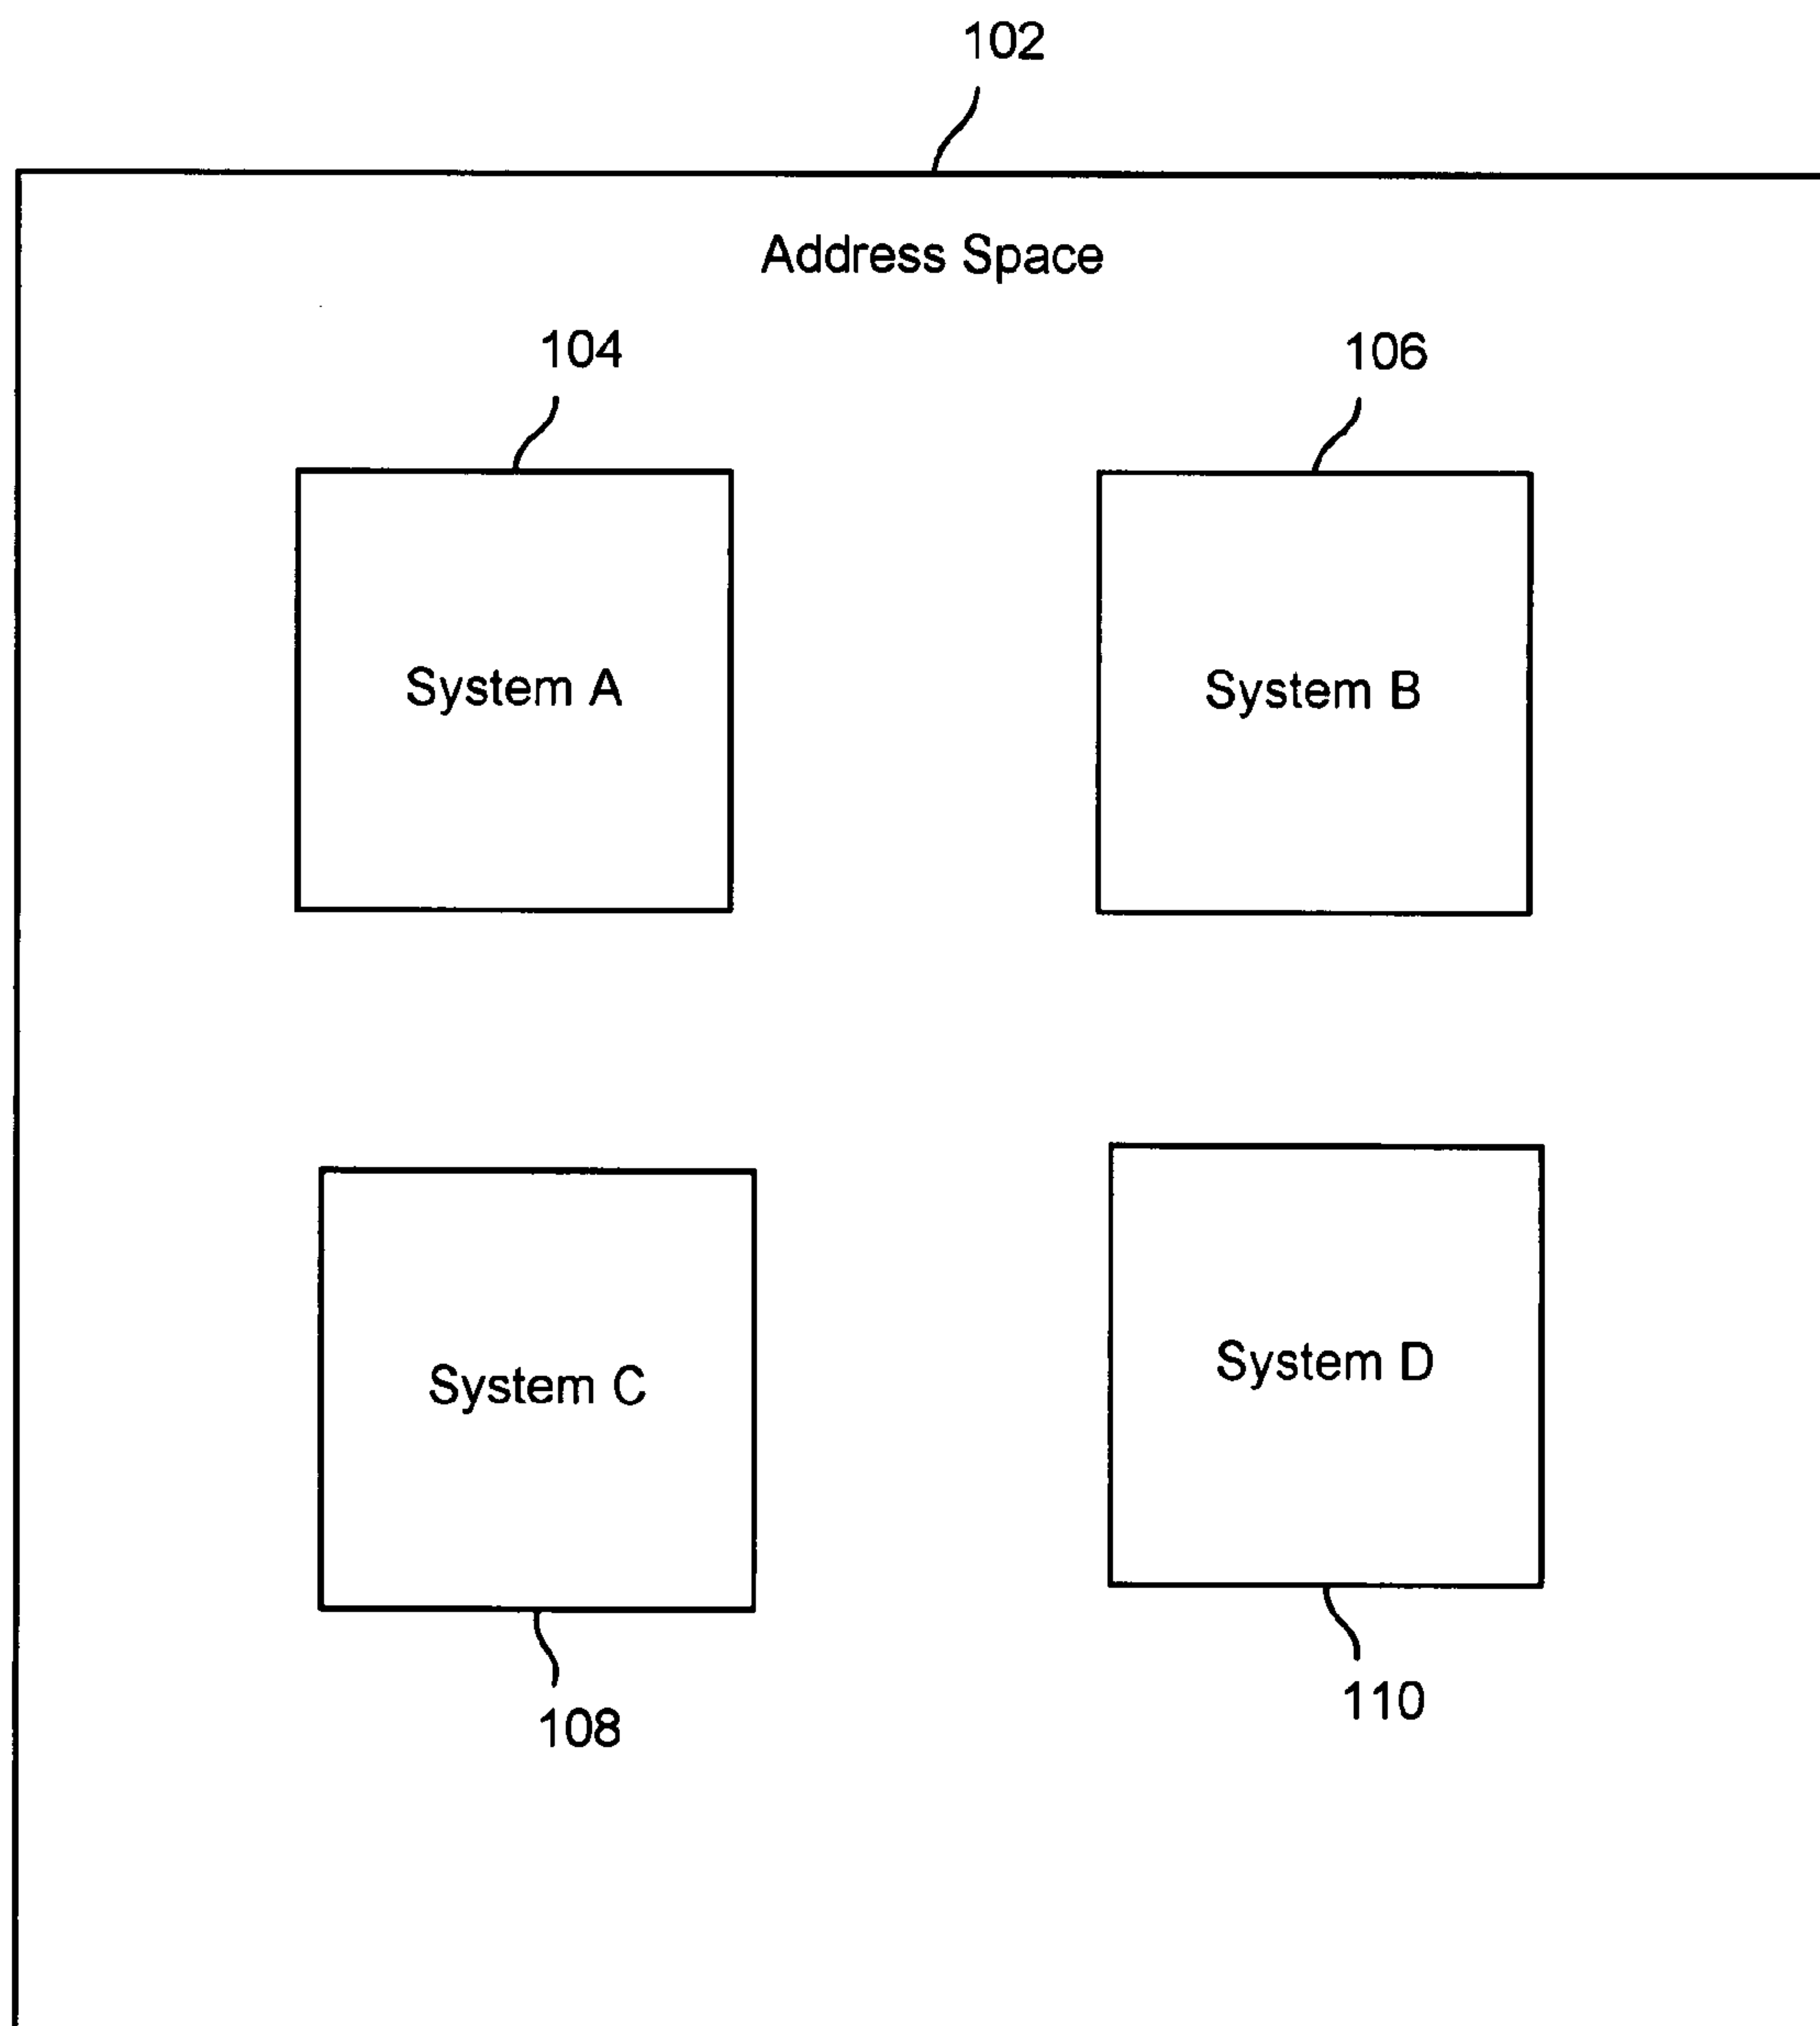 102
Address Space
104
106
System A
System B
System C
System D
108
110